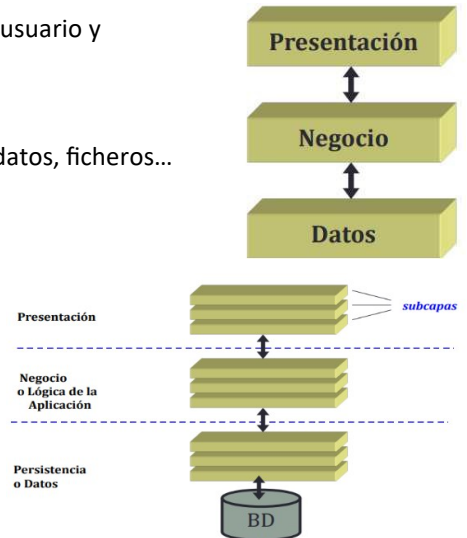 usuario y
Presentación
Negocio
datos, ficheros...
Datos
subcapas
Presentación
Negocio
o Lógica de la
Aplicación
Persistencia
o Datos
BD